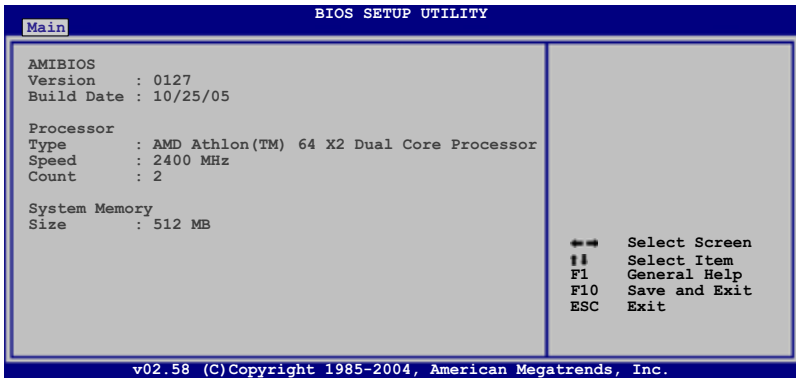 BIOS SETUP UTILITY
Main
AMIBIOS
Version : 0127
Build Date : 10/25/05
Processor
Type : AMD Athlon(TM) 64 X2 Dual Core Processor
Speed : 2400 MHz
Count : 2
System Memory
Size : 512 MB
Select Screen
Select Item
F1 General Help
F10 Save and Exit
ESC Exit
v02.58 (C)Copyright 1985-2004, American Megatrends, Inc.